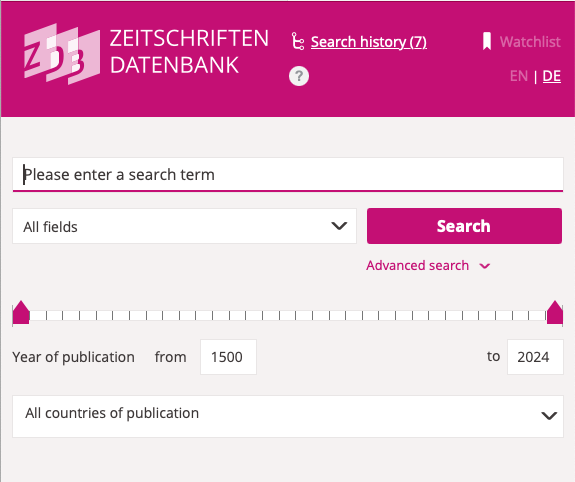 ZDB
ZEITSCHRIFTEN
DATENBANK
Search history (7)
Watchlist
?
EN | DE
Please enter a search term
All fields
Search
Advanced search
Year of publication from 1500 to 2024
All countries of publication